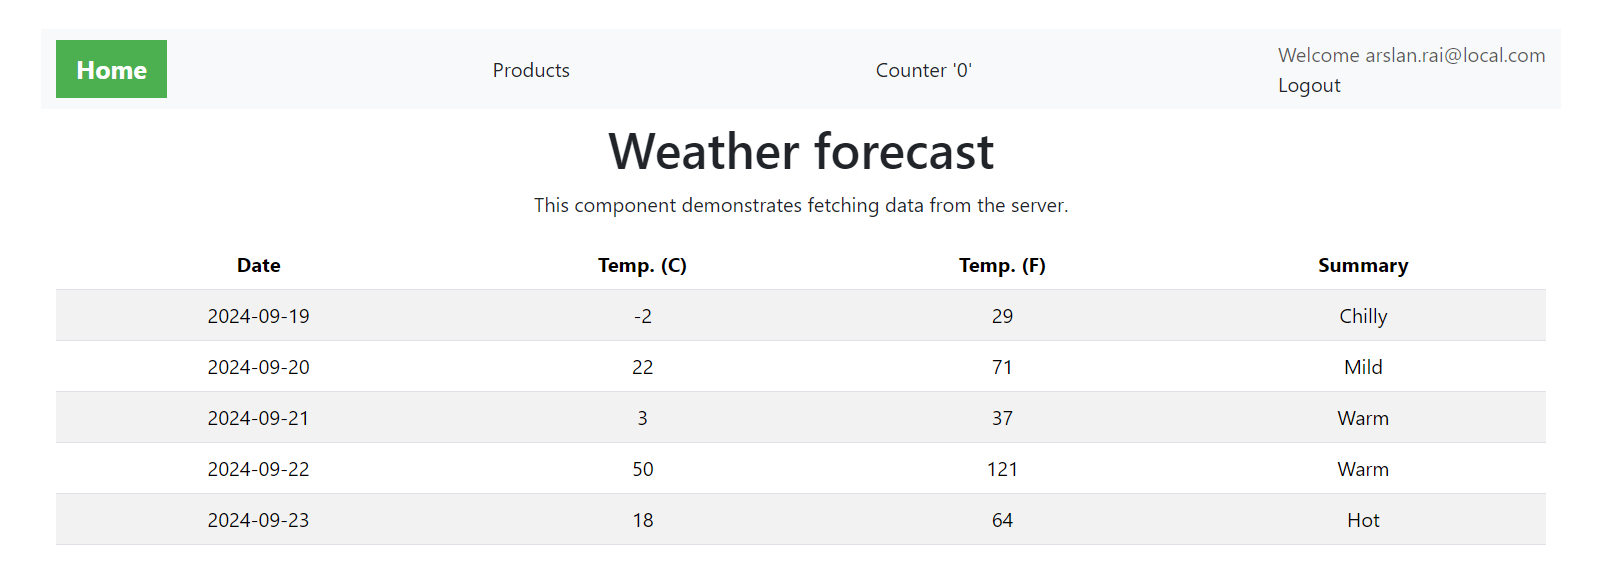 Home Products Counter '0' Welcome arslan.rai@local.com
Logout
Weather forecast
This component demonstrates fetching data from the server.
Date Temp. (C) Temp. (F) Summary
2024-09-19 -2 29 Chilly
2024-09-20 22 71 Mild
2024-09-21 3 37 Warm
2024-09-22 50 121 Warm
2024-09-23 18 64 Hot